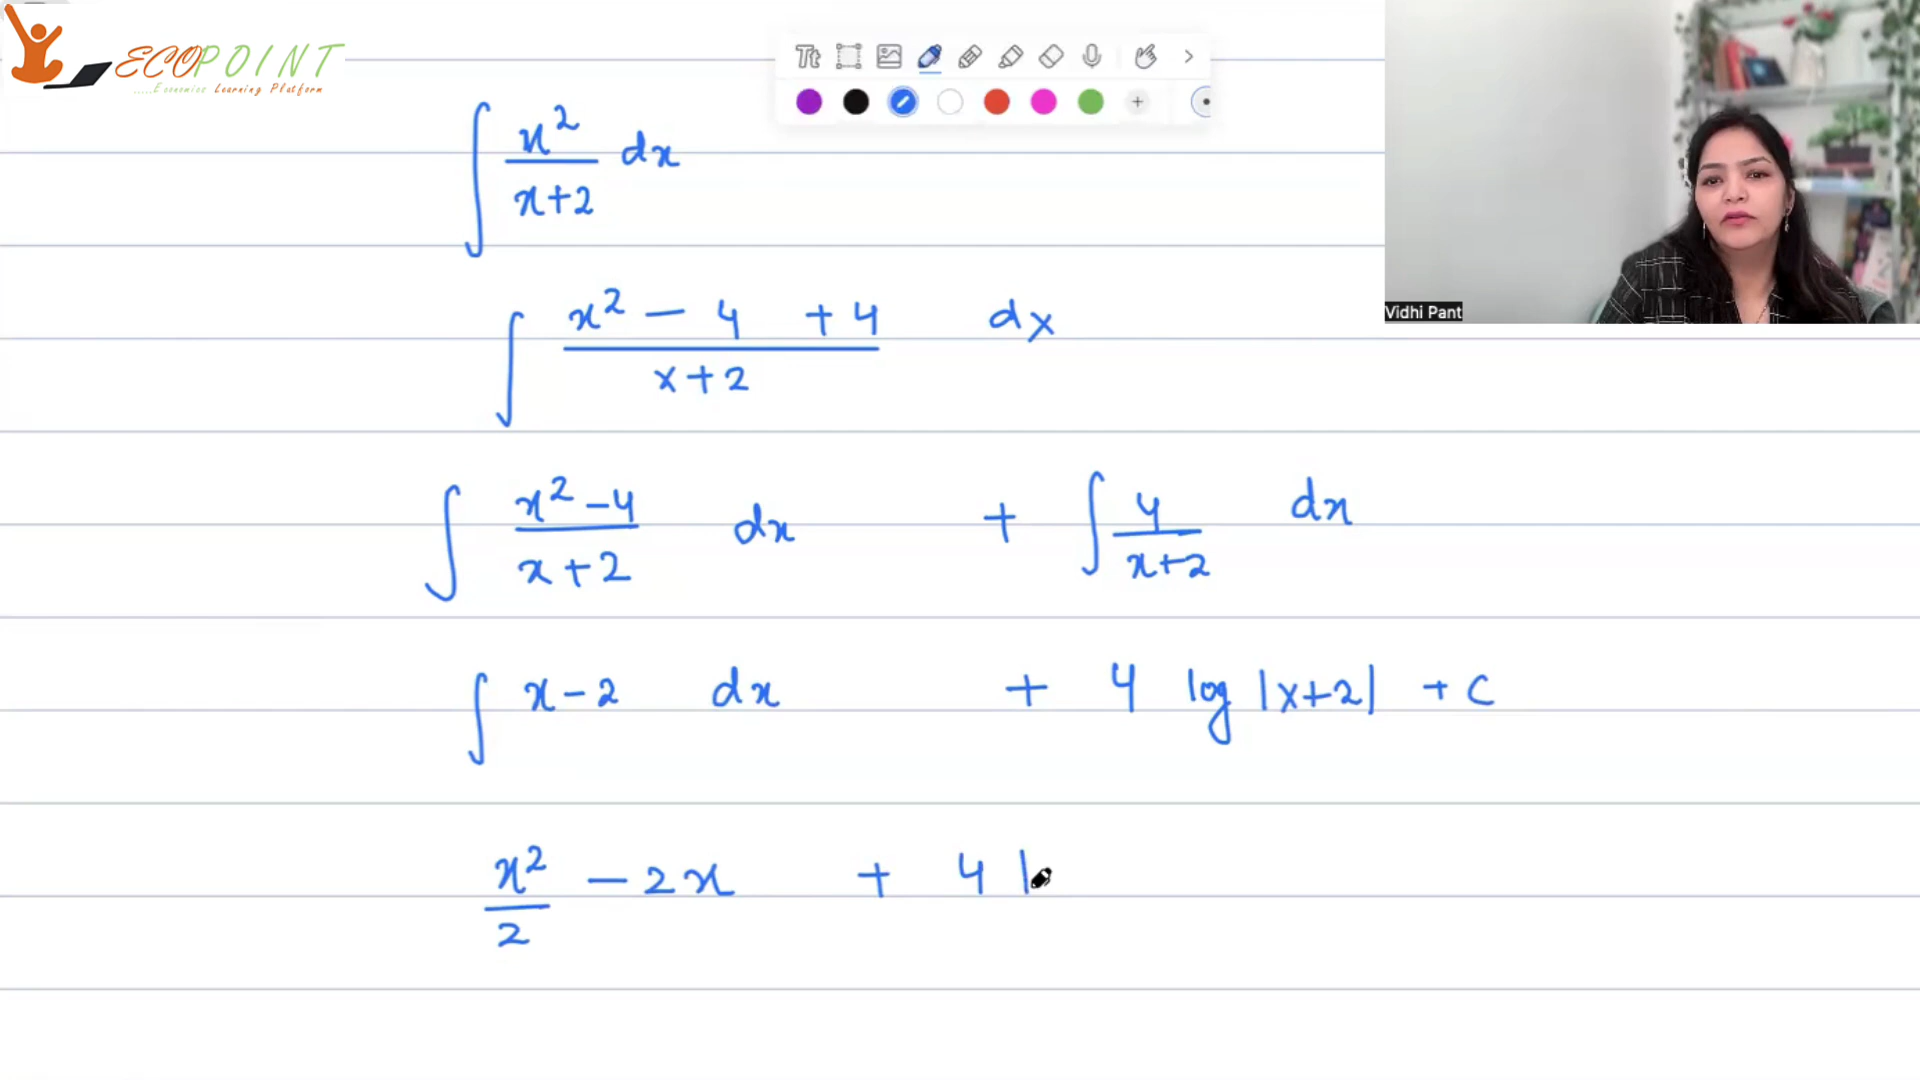 ECOPOINT
.....Economics Learning Platform
Tt
∫ x²/(x+2) dx
Vidhi Pant
∫ (x² - 4 + 4)/(x+2) dx
∫ (x² - 4)/(x+2) dx + ∫ 4/(x+2) dx
∫ x - 2 dx + 4 log |x+2| + c
x²/2 - 2x + 4 l